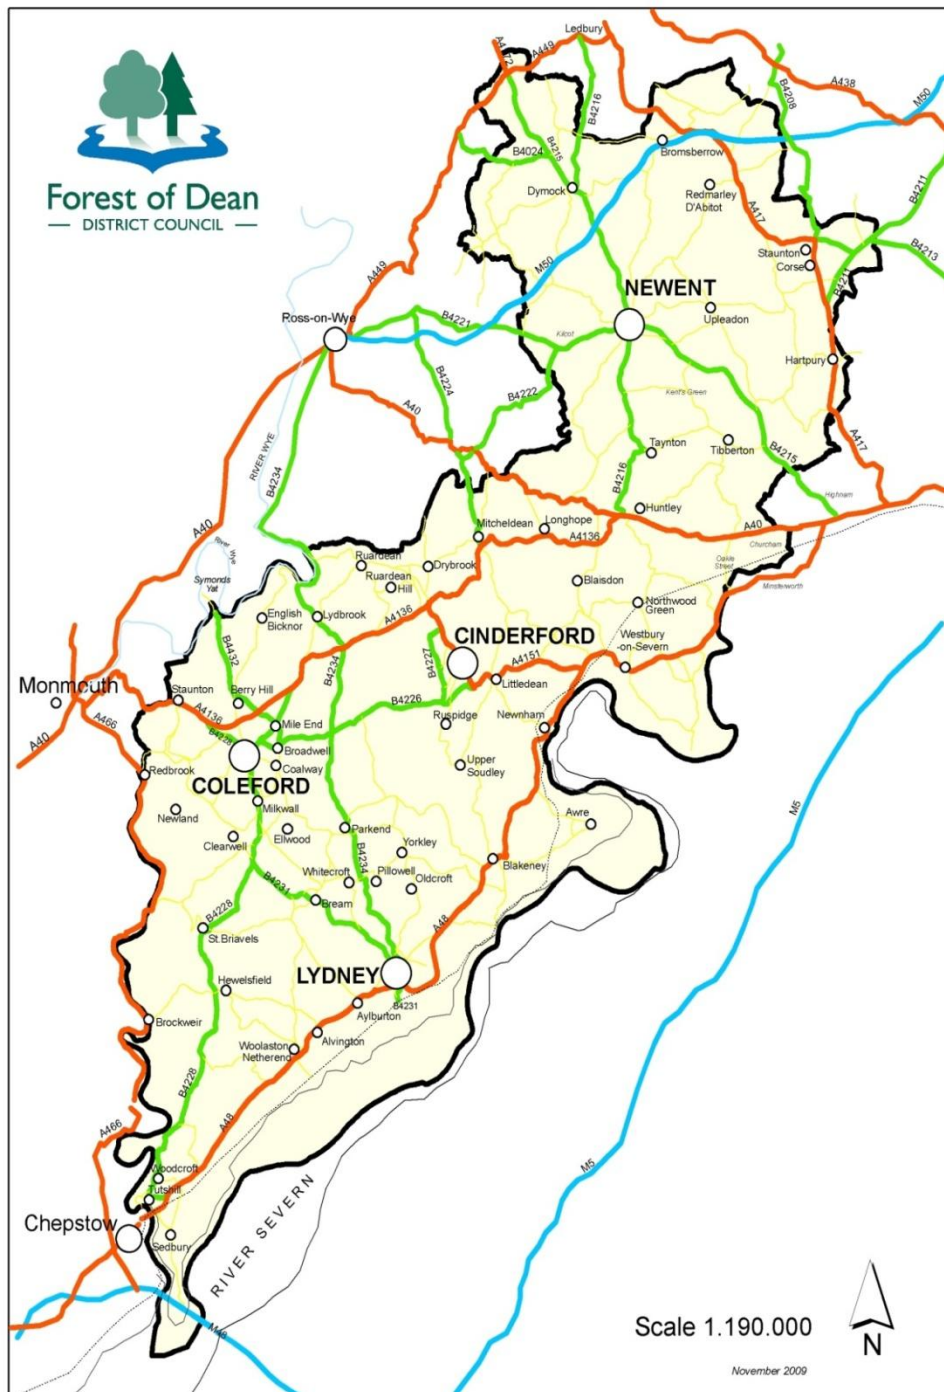 Ledbury
A4172
A449
B4216
B4208
A438
M50
B4024
B4215
Bromsberrow
B4211
Dymock
Redmarley
D'Abitot
A417
Forest of Dean
DISTRICT COUNCIL
Staunton
Corse
B4213
A449
M50
B4211
NEWENT
Ross-on-Wye
B4221
Kilcot
Upleadon
Hartpury
B4224
B4222
Kent's Green
A40
Taynton
Tibberton
A417
B4215
RIVER WYE
B4234
B4216
Huntley
Highnam
A40
Mitcheldean
Longhope
A4136
A40
Churcham
River Wye
Symonds
Yat
Ruardean
Ruardean
Hill
Drybrook
Oakle
Street
Blaisdon
Minsterworth
English
Bicknor
Lydbrook
A4136
Northwood
Green
CINDERFORD
Westbury
-on-Severn
B4432
B4234
B4227
A4151
Littledean
Monmouth
Staunton
Berry Hill
B4226
A466
A4136
Mile End
Ruspidge
Newnham
A40
B4228
Broadwell
Coalway
Upper
Soudley
Redbrook
COLEFORD
M5
Newland
Milkwall
Awre
Clearwell
Ellwood
Parkend
Yorkley
Whitecroft
B4234
Pillowell
Oldcroft
Blakeney
B4231
Bream
B4228
A48
St.Briavels
LYDNEY
Hewelsfield
B4231
Aylburton
Brockweir
Alvington
Woolaston
Netherend
B4228
A466
A48
Woodcroft
M5
Tutshill
Chepstow
Sedbury
RIVER SEVERN
M48
Scale 1.190.000
N
November 2009